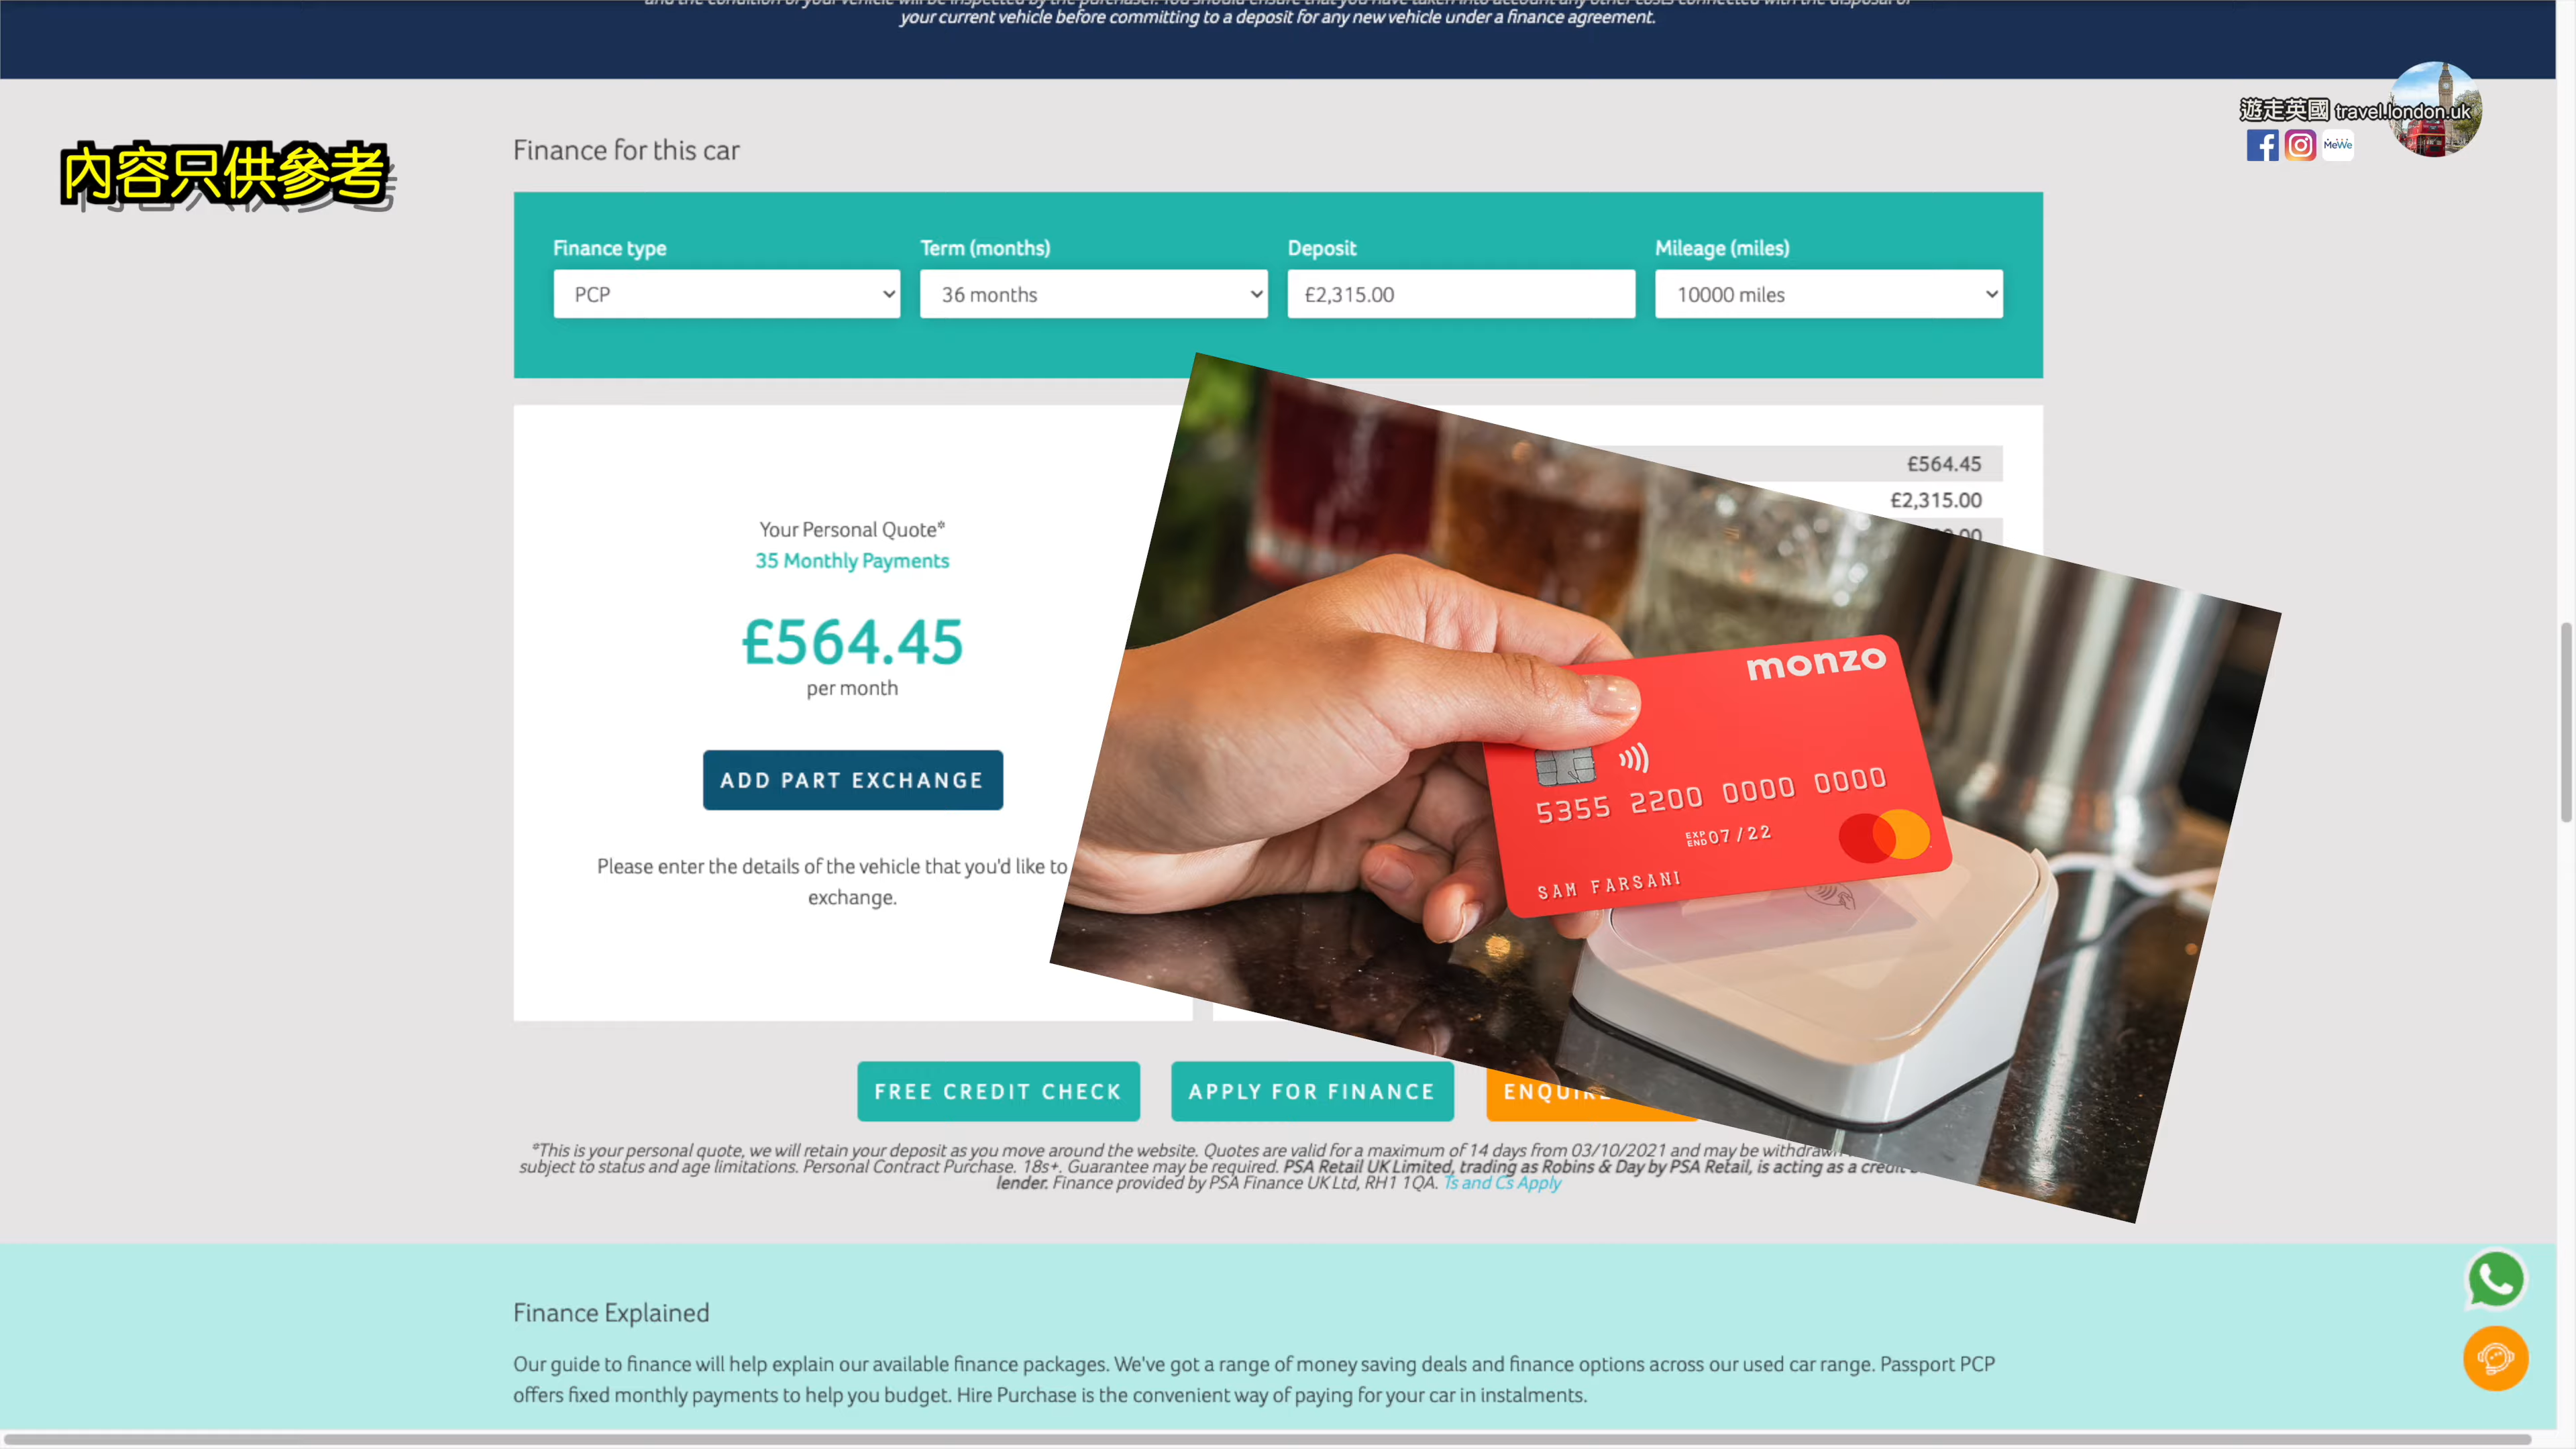 your current vehicle before committing to a deposit for any new vehicle under a finance agreement.
遊走英國 travel.london.uk
MeWe
內容只供參考
Finance for this car
Finance type
Term (months)
Deposit
Mileage (miles)
PCP
36 months
£2,315.00
10000 miles
£564.45
£2,315.00
Your Personal Quote*
35 Monthly Payments
£564.45
per month
ADD PART EXCHANGE
Please enter the details of the vehicle that you'd like to
exchange.
monzo
5355 2200 0000 0000
EXP
END 07/22
SAM FARSANI
FREE CREDIT CHECK
APPLY FOR FINANCE
ENQUIRE
*This is your personal quote, we will retain your deposit as you move around the website. Quotes are valid for a maximum of 14 days from 03/10/2021 and may be withdrawn
subject to status and age limitations. Personal Contract Purchase. 18s+. Guarantee may be required. PSA Retail UK Limited, trading as Robins & Day by PSA Retail, is acting as a credit
lender. Finance provided by PSA Finance UK Ltd, RH1 1QA. Ts and Cs Apply
Finance Explained
Our guide to finance will help explain our available finance packages. We've got a range of money saving deals and finance options across our used car range. Passport PCP
offers fixed monthly payments to help you budget. Hire Purchase is the convenient way of paying for your car in instalments.